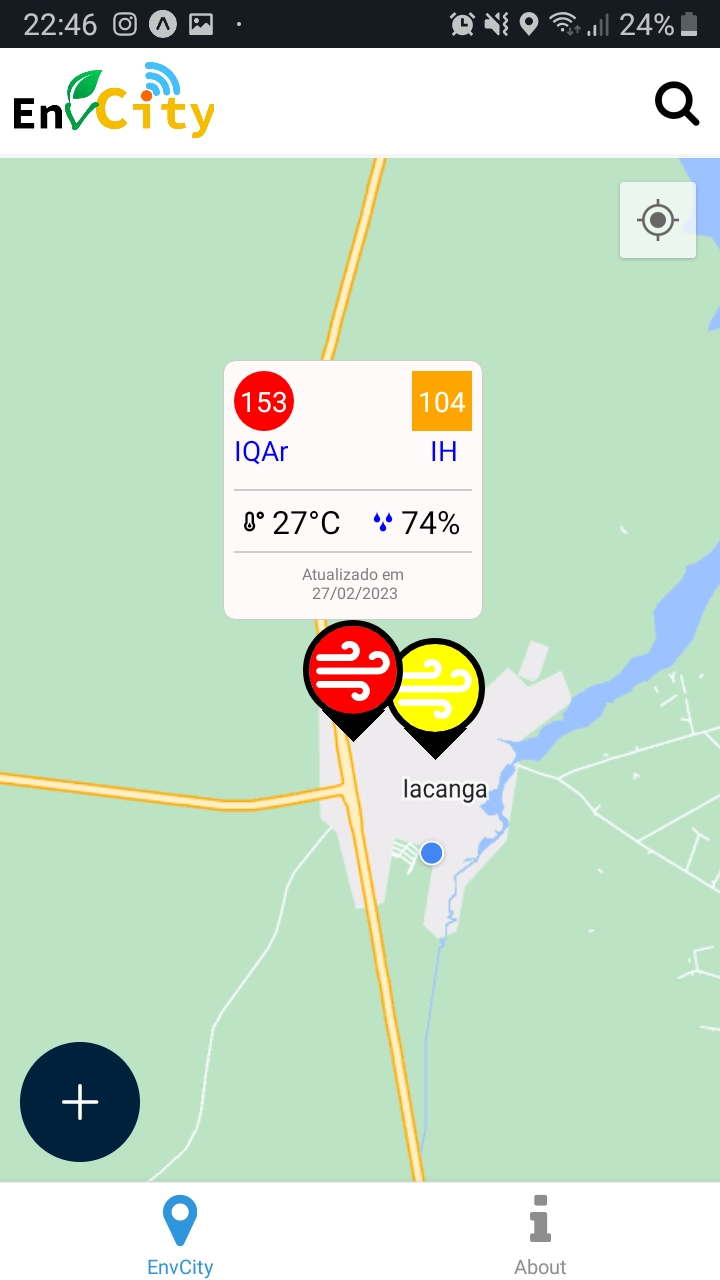 22:46
24%
EnvCity
153
104
IQAr
IH
27°C
74%
Atualizado em
27/02/2023
Iacanga
EnvCity
About